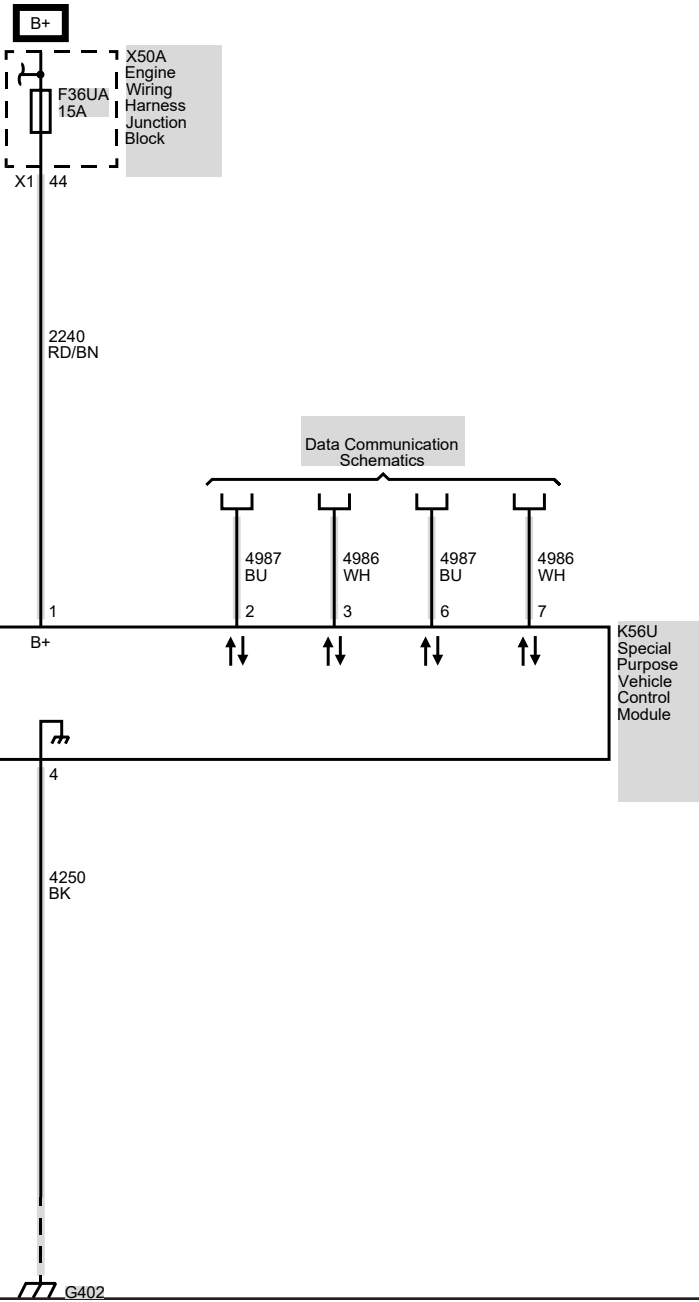 B+
X50A
Engine
Wiring
Harness
Junction
Block
F36UA
15A
X1 44
2240
RD/BN
Data Communication
Schematics
4987
BU
4986
WH
4987
BU
4986
WH
1
2
3
6
7
B+
K56U
Special
Purpose
Vehicle
Control
Module
4
4250
BK
G402